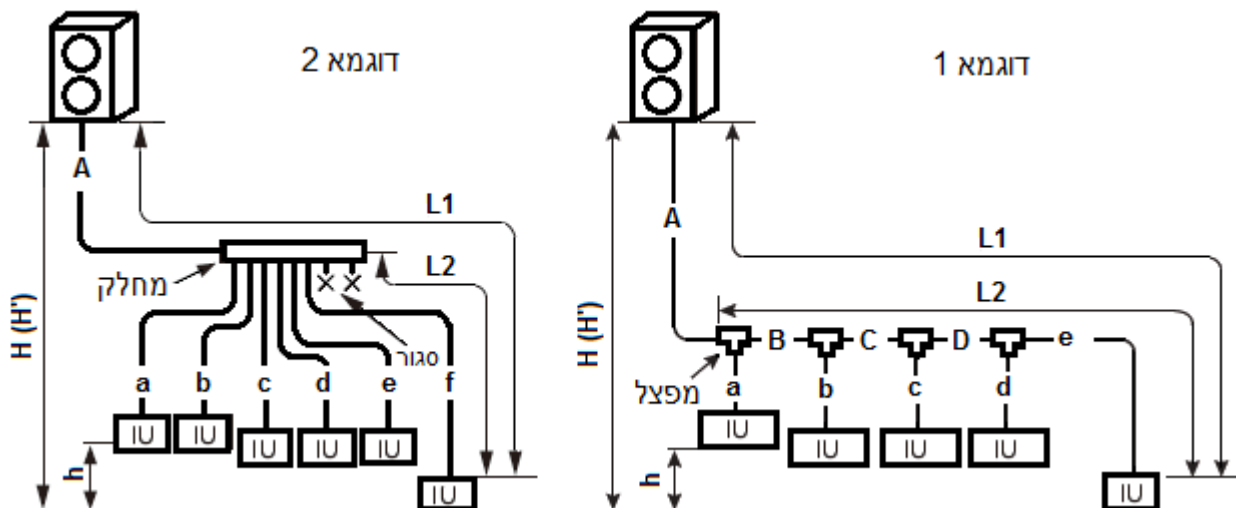 דוגמא 2
A
H (H')
L1
L2
מחלק
סגור
a b c d e f
IU IU IU IU IU
IU
h
דוגמא 1
A
H (H')
L1
L2
B C D e
מפצל
a b c d
IU IU IU IU
IU
h